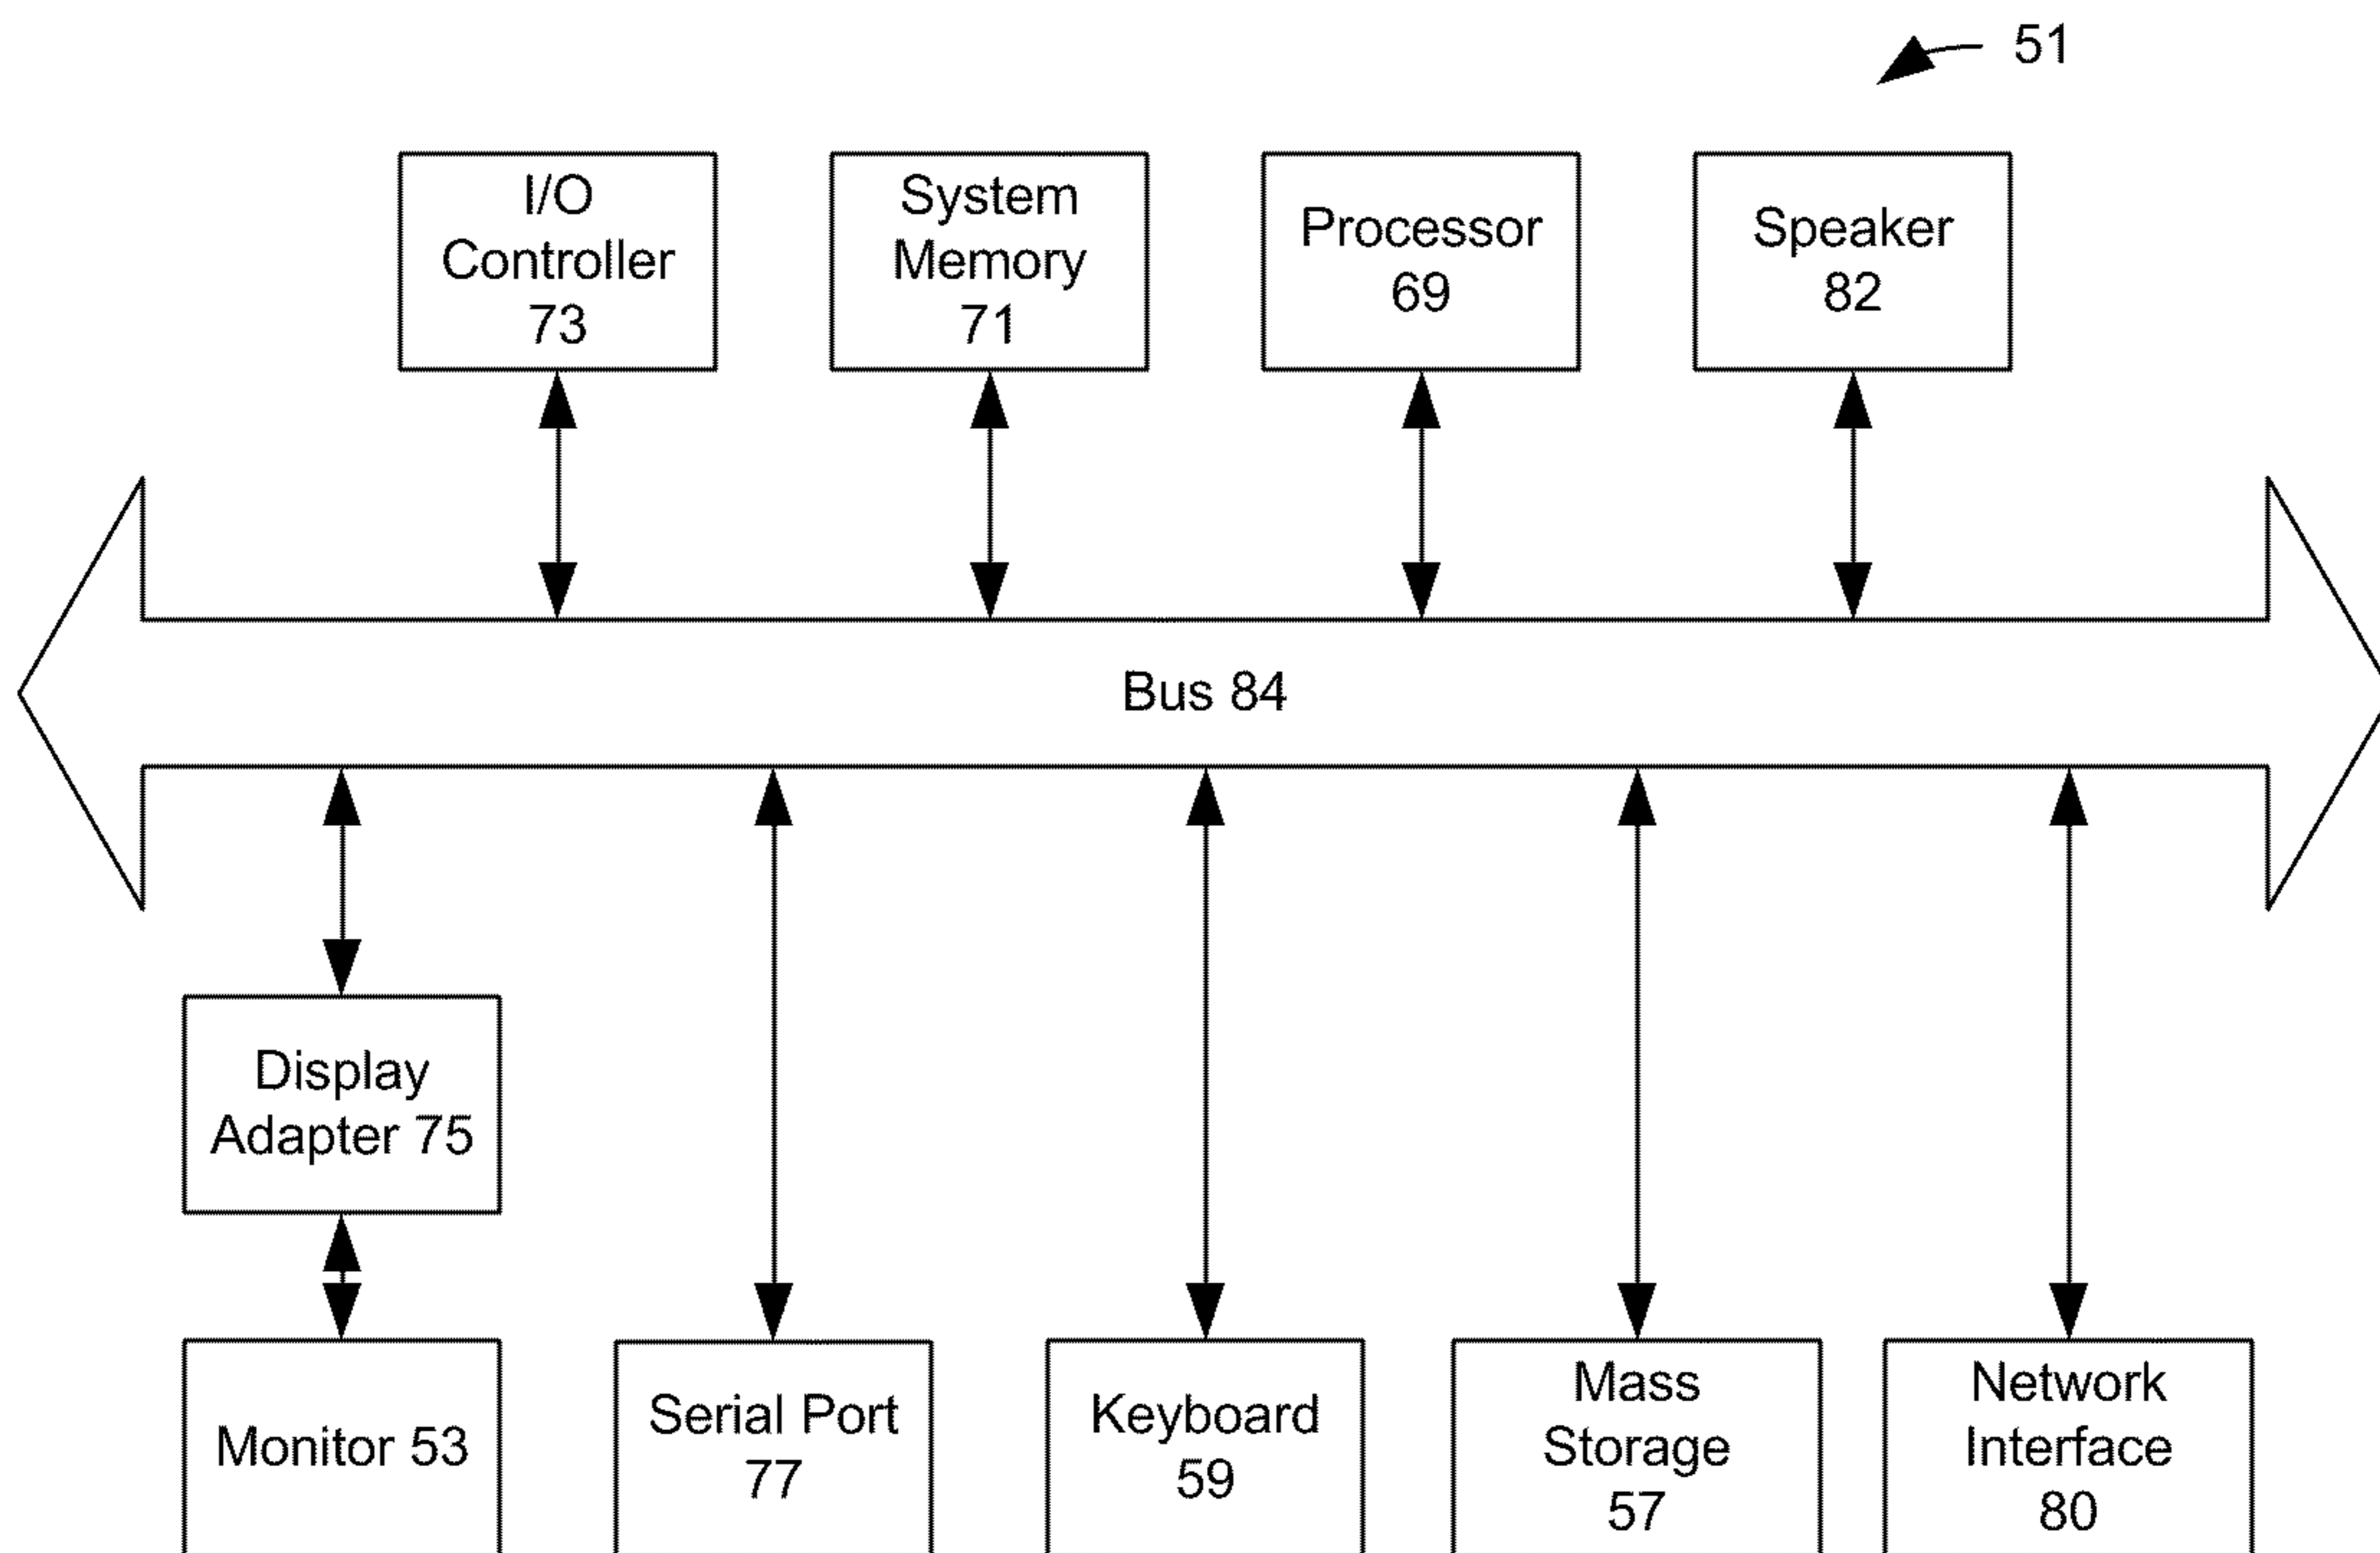 51
I/O
Controller
73
System
Memory
71
Processor
69
Speaker
82
Bus 84
Display
Adapter 75
Monitor 53
Serial Port
77
Keyboard
59
Mass
Storage
57
Network
Interface
80